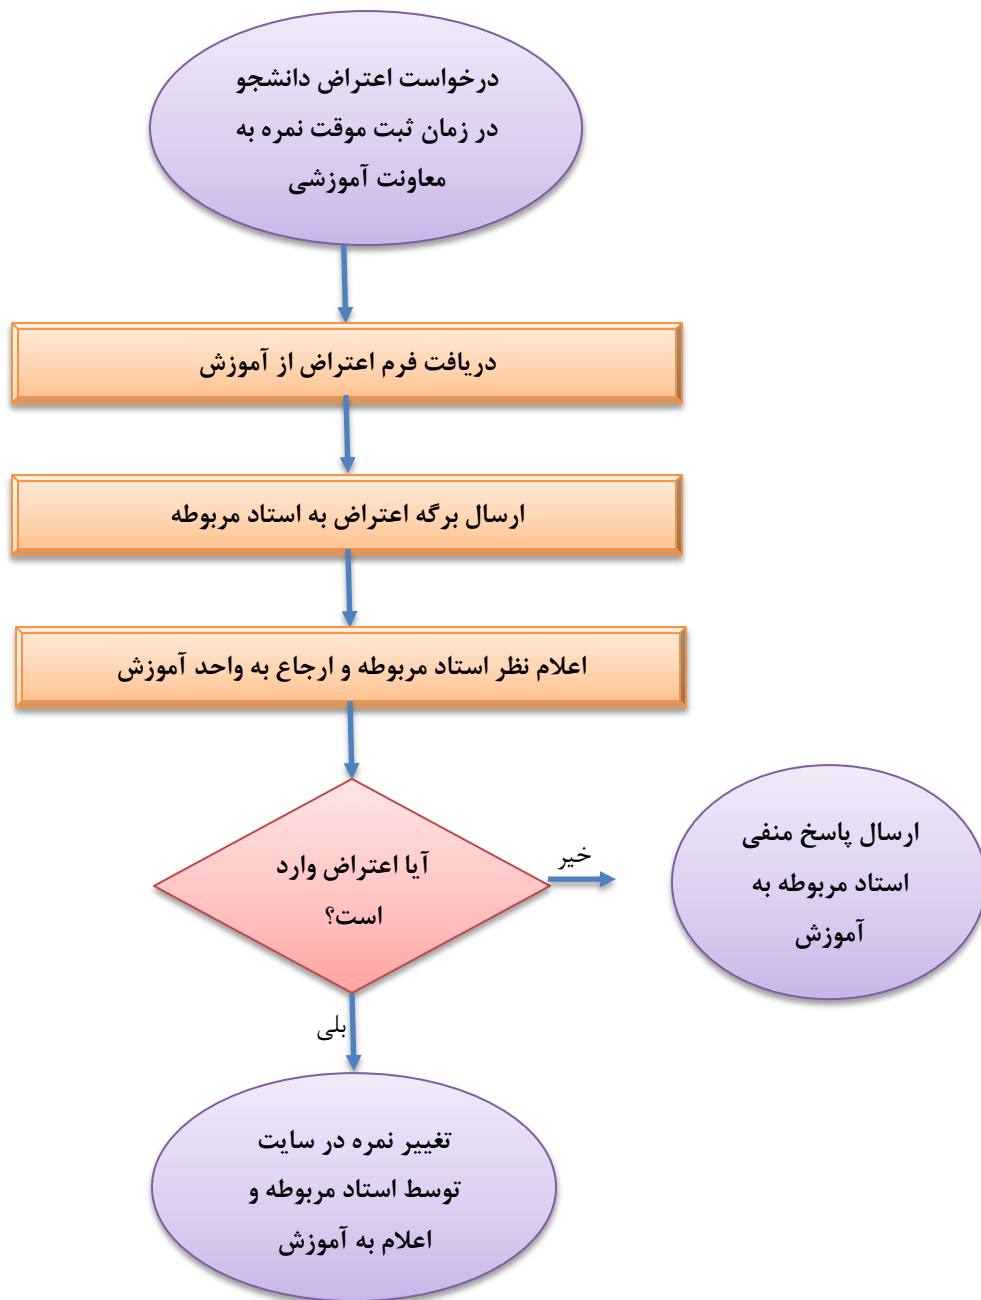 درخواست اعتراض دانشجو
در زمان ثبت موقت نمره به
معاونت آموزشی
دریافت فرم اعتراض از آموزش
ارسال برگه اعتراض به استاد مربوطه
اعلام نظر استاد مربوطه و ارجاع به واحد آموزش
آیا اعتراض وارد
است؟
خیر
ارسال پاسخ منفی
استاد مربوطه به
آموزش
بلی
تغییر نمره در سایت
توسط استاد مربوطه و
اعلام به آموزش